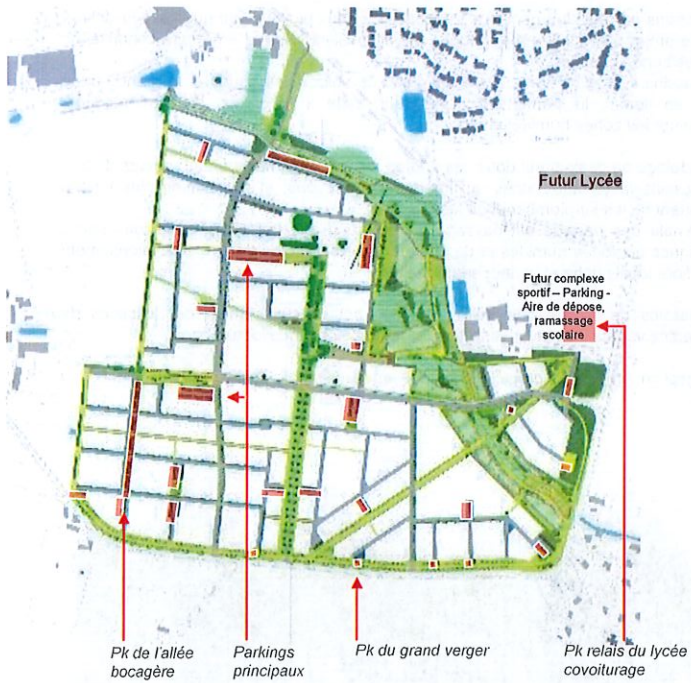 Futur Lycée
Futur complexe
sportif – Parking -
Aire de dépose,
ramassage
scolaire
Pk de l'allée
bocagère
Parkings
principaux
Pk du grand verger
Pk relais du lycée
covoiturage